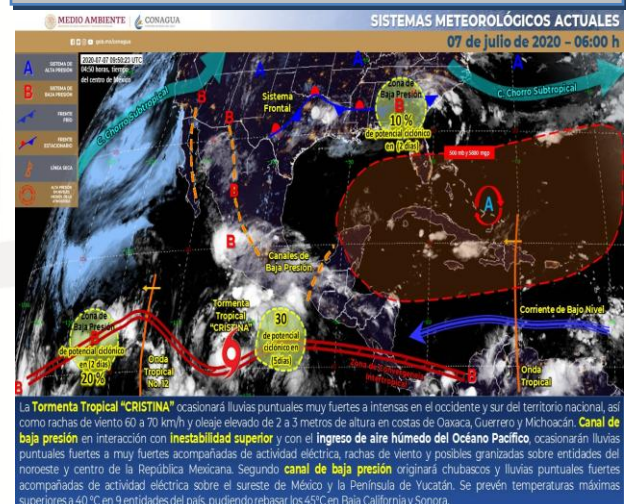 MEDIO AMBIENTE | CONAGUA
SISTEMAS METEOROLÓGICOS ACTUALES
gob.mx/conagua
07 de julio de 2020 – 06:00 h
2020-07-07 09:50:23 UTC
04:50 horas, tiempo
del centro de México
A SISTEMA DE
ALTA PRESIÓN
B SISTEMA DE
BAJA PRESIÓN
FRENTE
FRÍO
FRENTE
ESTACIONARIO
LÍNEA SECA
C. Chorro Subtropical
A
A
A
C. Chorro Subtropical
Sistema
Frontal
Zona de
Baja Presión
B
10 %
de potencial ciclónico
en (2 días)
B
B
B
B
A
Canales de
Baja Presión
Tormenta
Tropical
"CRISTINA"
30
de potencial
ciclónico en
(5días)
Zona de
Baja Presión
B
de potencial ciclónico
en (2 días)
20 %
B
Onda
Tropical
No. 12
Corriente de Bajo Nivel
B
Onda
Tropical
La Tormenta Tropical "CRISTINA" ocasionará lluvias puntuales muy fuertes a intensas en el occidente y sur del territorio nacional, así
como rachas de viento 60 a 70 km/h y oleaje elevado de 2 a 3 metros de altura en costas de Oaxaca, Guerrero y Michoacán. Canal de
baja presión en interacción con inestabilidad superior y con el ingreso de aire húmedo del Océano Pacífico, ocasionarán lluvias
puntuales fuertes a muy fuertes acompañadas de actividad eléctrica, rachas de viento y posibles granizadas sobre entidades del
noroeste y centro de la República Mexicana. Segundo canal de baja presión originará chubascos y lluvias puntuales fuertes
acompañadas de actividad eléctrica sobre el sureste de México y la Península de Yucatán. Se prevén temperaturas máximas
superiores a 40 °C en 9 entidades del país, pudiendo rebasar los 45°C en Baja California y Sonora.